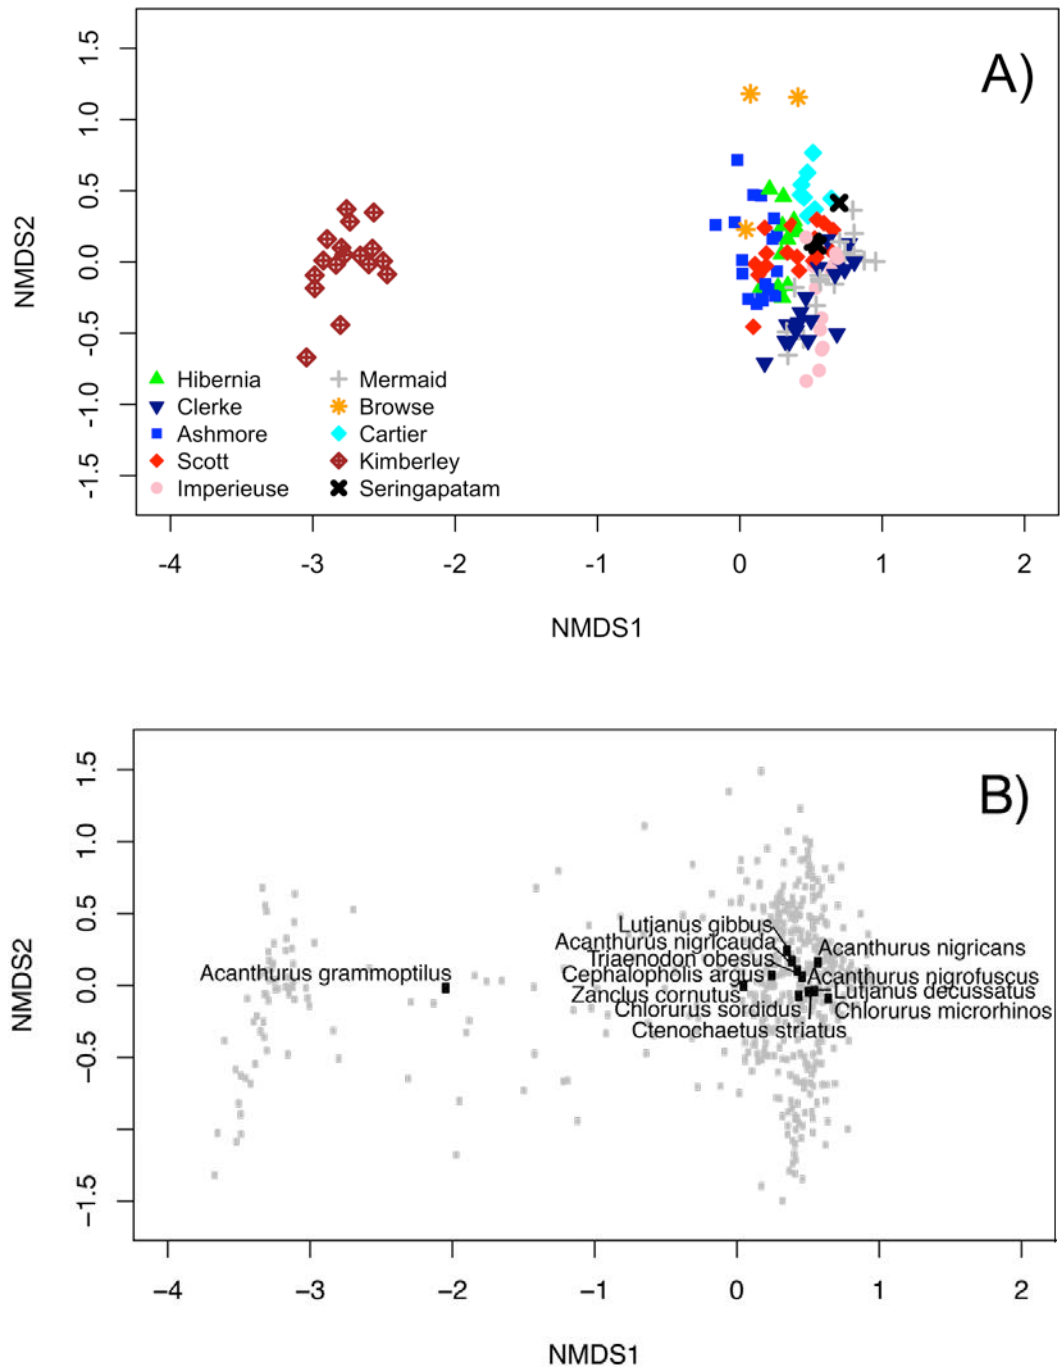 A)
1.5
1.0
0.5
0.0
-0.5
-1.0
-1.5
NMDS2
Hibernia
Clerke
Ashmore
Scott
Imperieuse
Mermaid
Browse
Cartier
Kimberley
Seringapatam
-4 -3 -2 -1 0 1 2
NMDS1
B)
1.5
1.0
0.5
0.0
−0.5
−1.5
NMDS2
Lutjanus gibbus
Acanthurus nigricauda
Acanthurus nigricans
Triaenodon obesus
Acanthurus grammoptilus
Cephalopholis argus
Acanthurus nigrofuscus
Zanclus cornutus
Lutjanus decussatus
Chlorurus sordidus
Chlorurus microrhinos
Ctenochaetus striatus
−4 −3 −2 −1 0 1 2
NMDS1